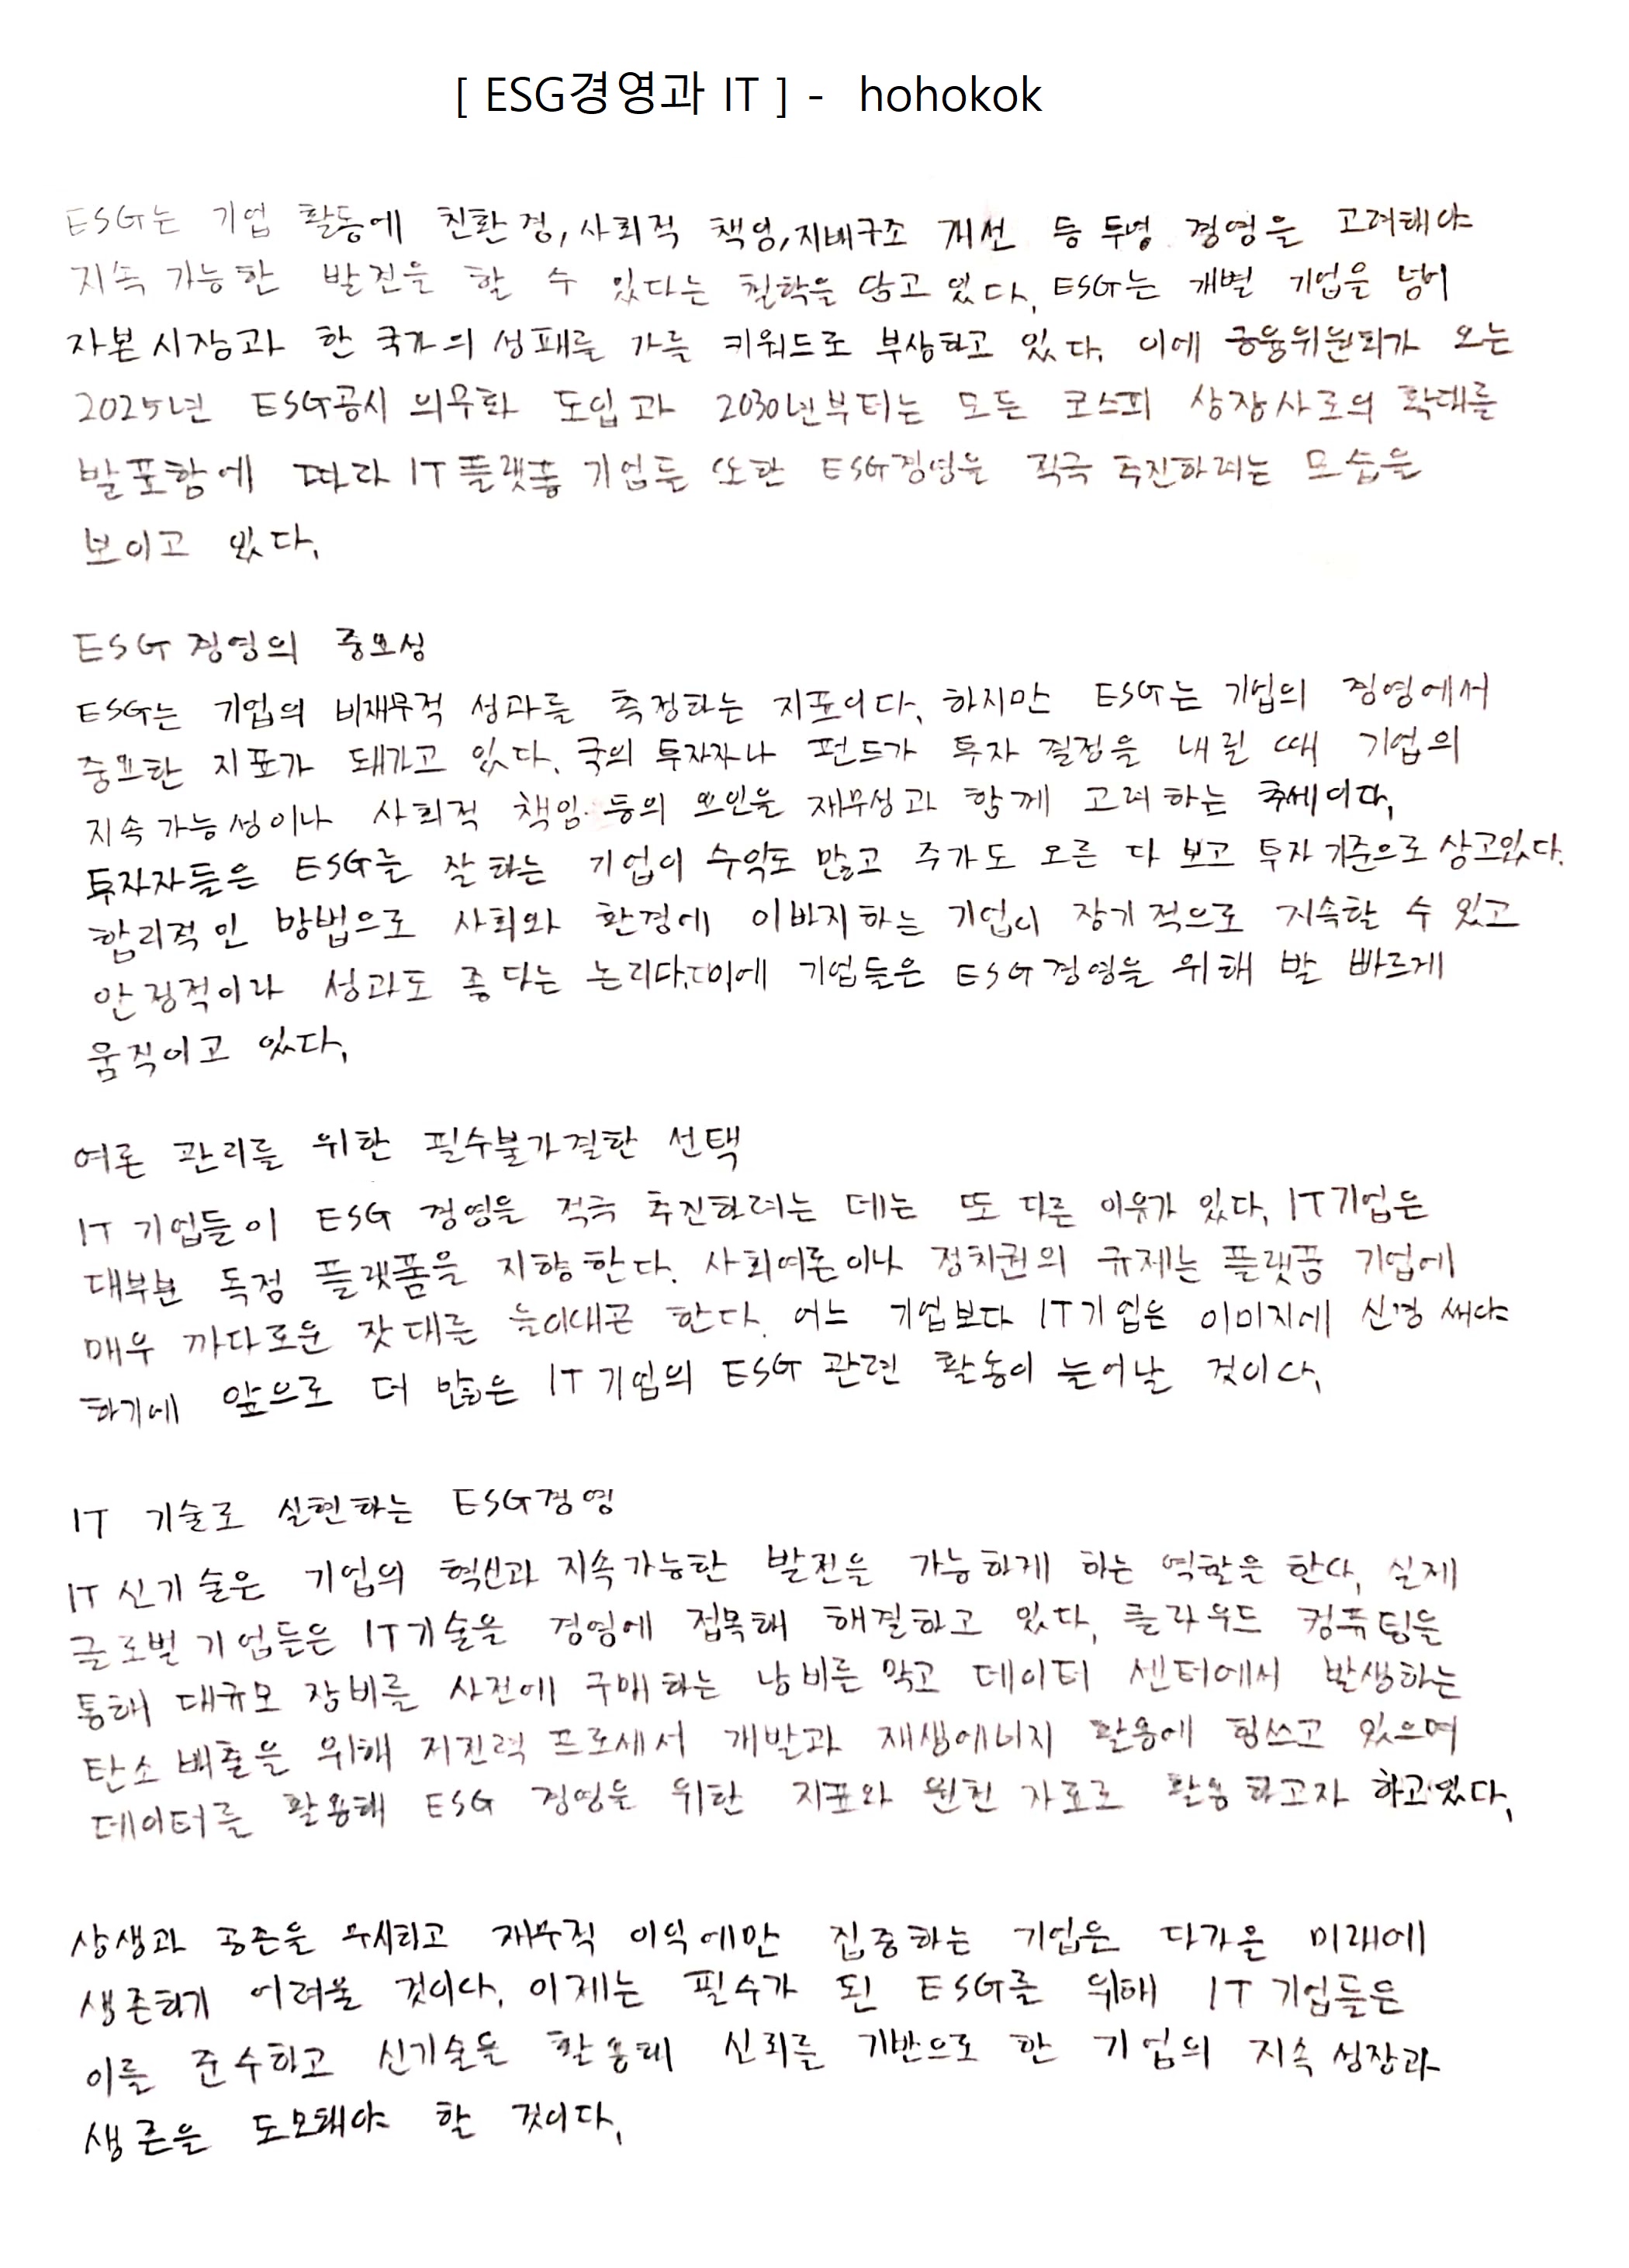 [ ESG경영과 IT ] - hohokok
ESG는 기업 활동에 친환경, 사회적 책임, 지배구조 개선 등 투명 경영을 고려해야
지속 가능한 발전을 할 수 있다는 철학을 담고 있다. ESG는 개별 기업을 넘어
자본시장과 한 국가의 성패를 가를 키워드로 부상하고 있다. 이에 금융위원회가 오는
2025년 ESG공시 의무화 도입과 2030년부터는 모든 코스피 상장사로의 확대를
발표함에 따라 IT플랫폼 기업들 또한 ESG경영을 적극 추진하려는 모습을
보이고 있다.
ESG 경영의 중요성
ESG는 기업의 비재무적 성과를 측정하는 지표이다. 하지만 ESG는 기업의 경영에서
중요한 지표가 돼가고 있다. 국의 투자자나 펀드가 투자 결정을 내린 때 기업의
지속가능성이나 사회적 책임 등의 요인을 재무성과 함께 고려하는 추세이다.
투자자들은 ESG를 잘하는 기업이 수익도 많고 주가도 오른 다 보고 투자기준으로 삼고있다.
합리적인 방법으로 사회와 환경에 이바지하는 기업이 장기적으로 지속할 수 있고
안정적이라 성과도 좋다는 논리다. 이에 기업들은 ESG경영을 위해 발 빠르게
움직이고 있다.
여론 관리를 위한 필수불가결한 선택
IT 기업들이 ESG 경영을 적극 추진하려는 데는 또 다른 이유가 있다. IT기업은
대부분 독점 플랫폼을 지향한다. 사회여론이나 정치권의 규제는 플랫폼 기업에
매우 까다로운 잣대를 들이대곤 한다. 어느 기업보다 IT기업은 이미지에 신경 써야
하기에 앞으로 더 많은 IT기업의 ESG 관련 활동이 늘어날 것이다.
IT 기술로 실현하는 ESG경영
IT신기술은 기업의 혁신과 지속가능한 발전을 가능하게 하는 역할을 한다. 실제
글로벌기업들은 IT기술을 경영에 접목해 해결하고 있다. 클라우드 컴퓨팅을
통해 대규모 장비를 사전에 구매하는 낭비를 막고 데이터 센터에서 발생하는
탄소 배출을 위해 저전력 프로세서 개발과 재생에너지 활용에 힘쓰고 있으며
데이터를 활용해 ESG 경영을 위한 지표와 원천 자료로 활용하고자 하고있다.
상생과 공존을 무시하고 재무적 이익에만 집중하는 기업은 다가올 미래에
생존하기 어려울 것이다. 이제는 필수가 된 ESG를 위해 IT기업들은
이를 준수하고 신기술을 활용해 신뢰를 기반으로 한 기업의 지속성장과
생존을 도모해야 할 것이다.